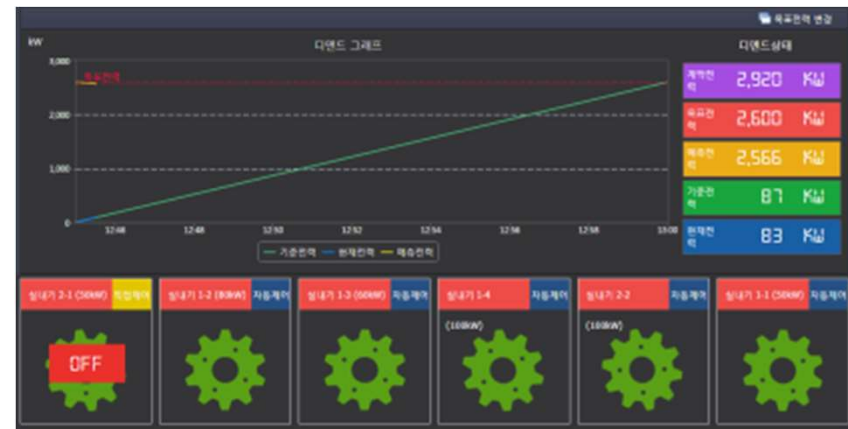 목표전력 변경
kW
디맨드 그래프
디맨드상태
3,000
목표전력
2,000
1,000
0
12:46
12:48
12:50
12:52
12:54
12:56
12:58
13:00
기준전력 현재전력 예측전력
계약전력 2,920 KW
목표전력 2,600 KW
예측전력 2,566 KW
기준전력 87 KW
현재전력 83 KW
실내기 2-1 (50kW) 직접제어
실내기 1-2 (80kW) 자동제어
실내기 1-3 (60kW) 자동제어
실내기 1-4 자동제어
(100kW)
실내기 2-2 자동제어
(100kW)
실내기 1-1 (50kW) 자동제어
OFF